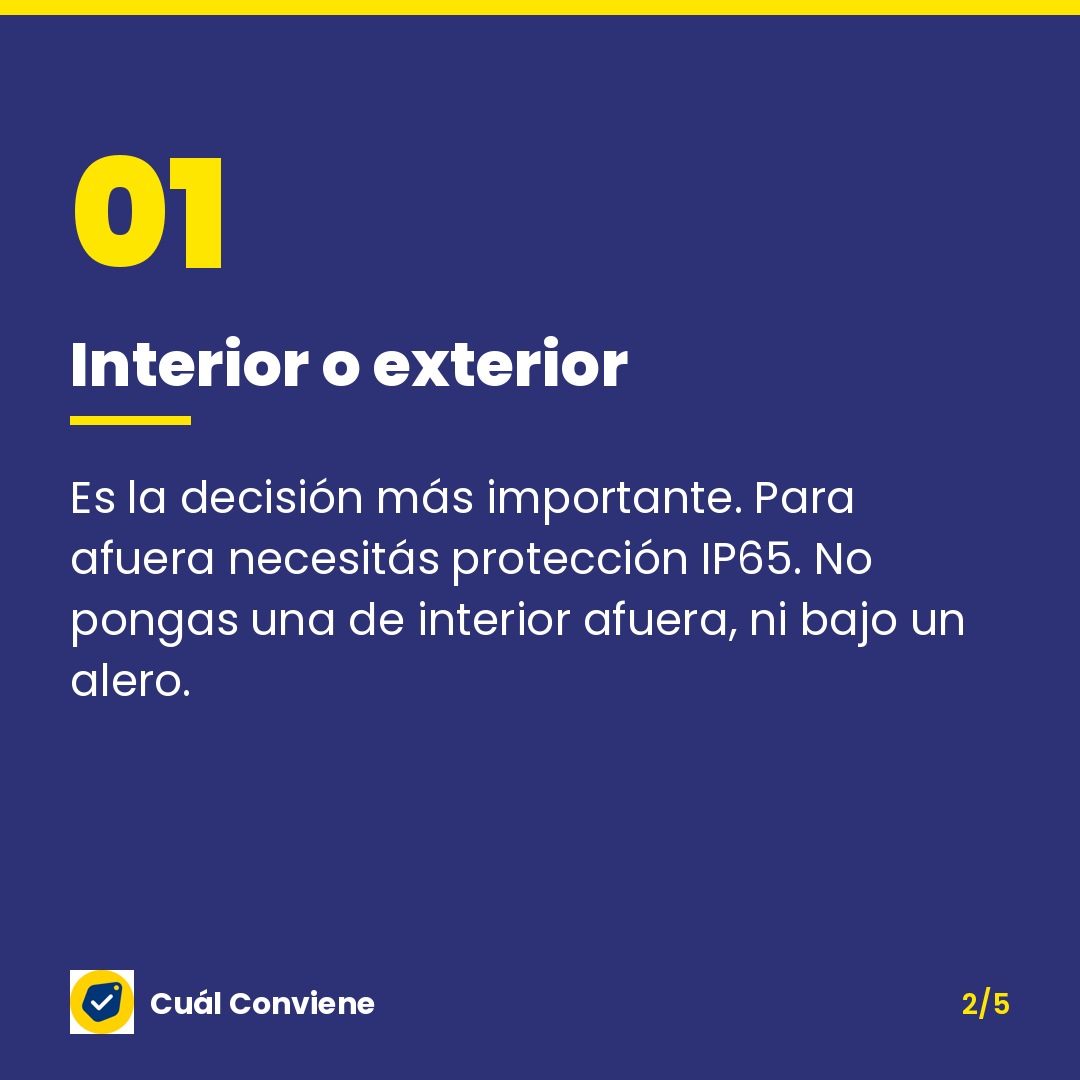 01
Interior o exterior
Es la decisión más importante. Para
afuera necesitás protección IP65. No
pongas una de interior afuera, ni bajo un
alero.
Cuál Conviene
2/5